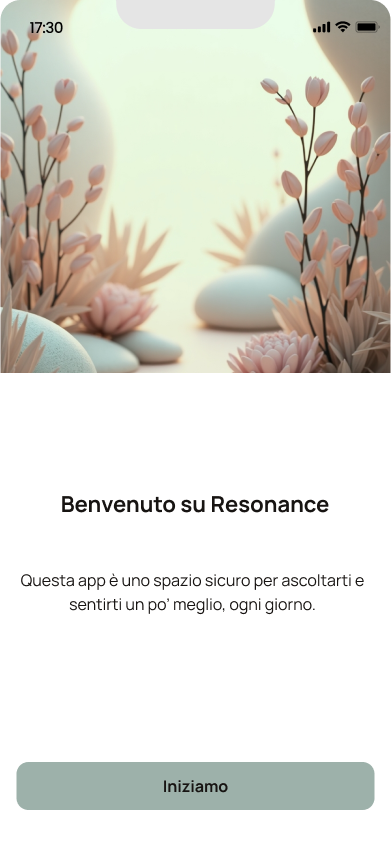 17:30
Benvenuto su Resonance
Questa app è uno spazio sicuro per ascoltarti e
sentirti un po’ meglio, ogni giorno.
Iniziamo